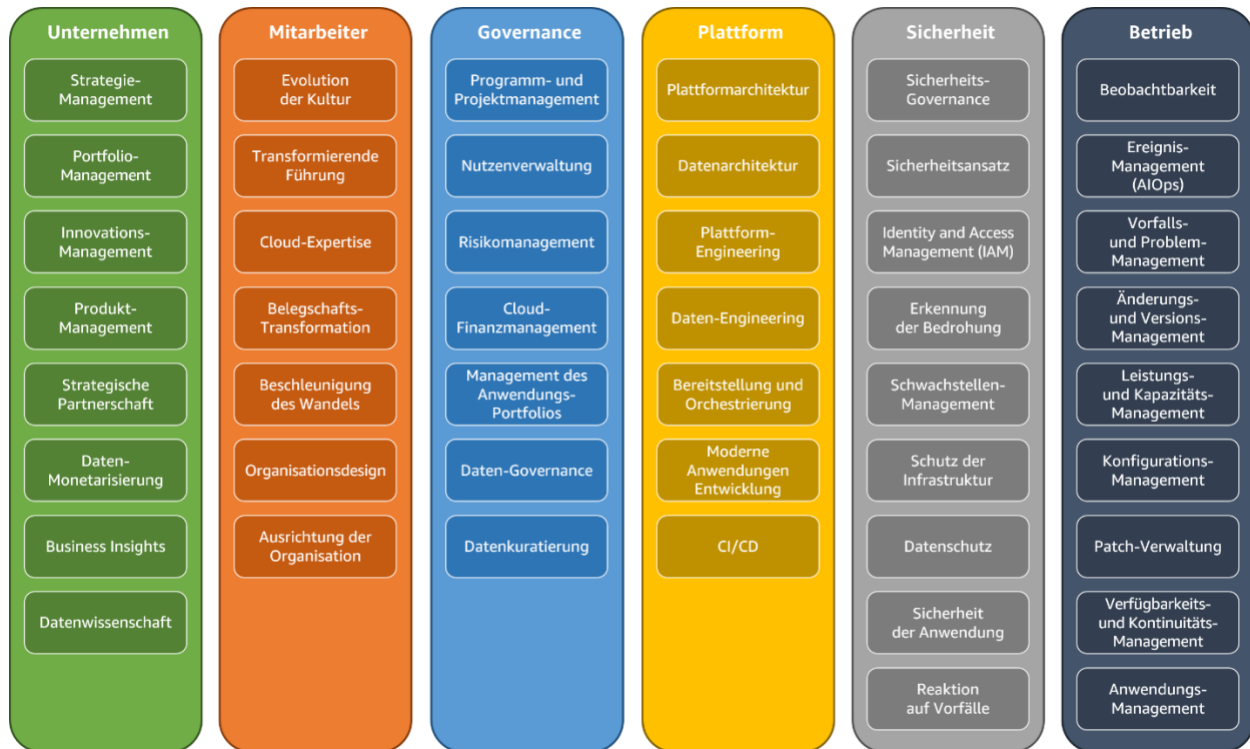 Unternehmen
Strategie-
Management
Portfolio-
Management
Innovations-
Management
Produkt-
Management
Strategische
Partnerschaft
Daten-
Monetarisierung
Business Insights
Datenwissenschaft
Mitarbeiter
Evolution
der Kultur
Transformierende
Führung
Cloud-Expertise
Belegschafts-
Transformation
Beschleunigung
des Wandels
Organisationsdesign
Ausrichtung der
Organisation
Governance
Programm- und
Projektmanagement
Nutzenverwaltung
Risikomanagement
Cloud-
Finanzmanagement
Management des
Anwendungs-
Portfolios
Daten-Governance
Datenkuratierung
Plattform
Plattformarchitektur
Datenarchitektur
Plattform-
Engineering
Daten-Engineering
Bereitstellung und
Orchestrierung
Moderne
Anwendungen
Entwicklung
CI/CD
Sicherheit
Sicherheits-
Governance
Sicherheitsansatz
Identity and Access
Management (IAM)
Erkennung
der Bedrohung
Schwachstellen-
Management
Schutz der
Infrastruktur
Datenschutz
Sicherheit
der Anwendung
Reaktion
auf Vorfälle
Betrieb
Beobachtbarkeit
Ereignis-
Management
(AIOps)
Vorfalls-
und Problem-
Management
Änderungs-
und Versions-
Management
Leistungs-
und Kapazitäts-
Management
Konfigurations-
Management
Patch-Verwaltung
Verfügbarkeits-
und Kontinuitäts-
Management
Anwendungs-
Management